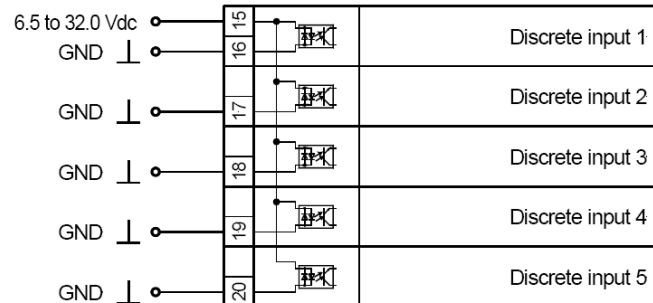 6.5 to 32.0 Vdc 15
GND 16 Discrete input 1
GND 17 Discrete input 2
GND 18 Discrete input 3
GND 19 Discrete input 4
GND 20 Discrete input 5